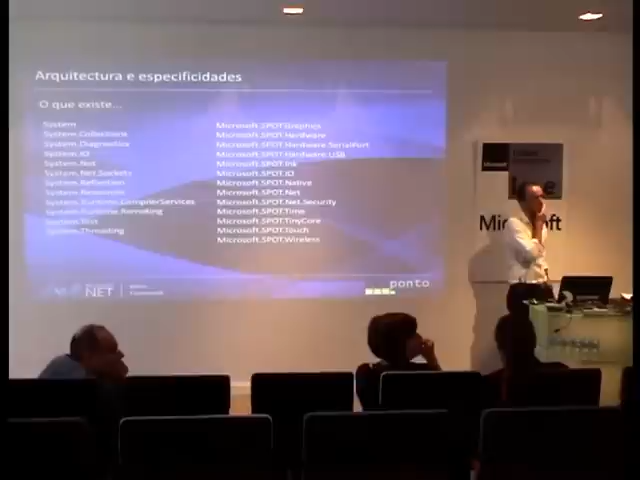 Arquitectura e especificidades
O que existe...
System
System.Collections
System.Diagnostics
System.IO
System.Net
System.Net.Sockets
System.Reflection
System.Resources
System.Runtime.CompilerServices
System.Runtime.Remoting
System.Text
System.Threading
Microsoft.SPOT.Graphics
Microsoft.SPOT.Hardware
Microsoft.SPOT.Hardware.SerialPort
Microsoft.SPOT.Hardware.USB
Microsoft.SPOT.Ink
Microsoft.SPOT.IO
Microsoft.SPOT.Native
Microsoft.SPOT.Net
Microsoft.SPOT.Net.Security
Microsoft.SPOT.Time
Microsoft.SPOT.TinyCore
Microsoft.SPOT.Touch
Microsoft.SPOT.Wireless
.NET
ponto
Microsoft